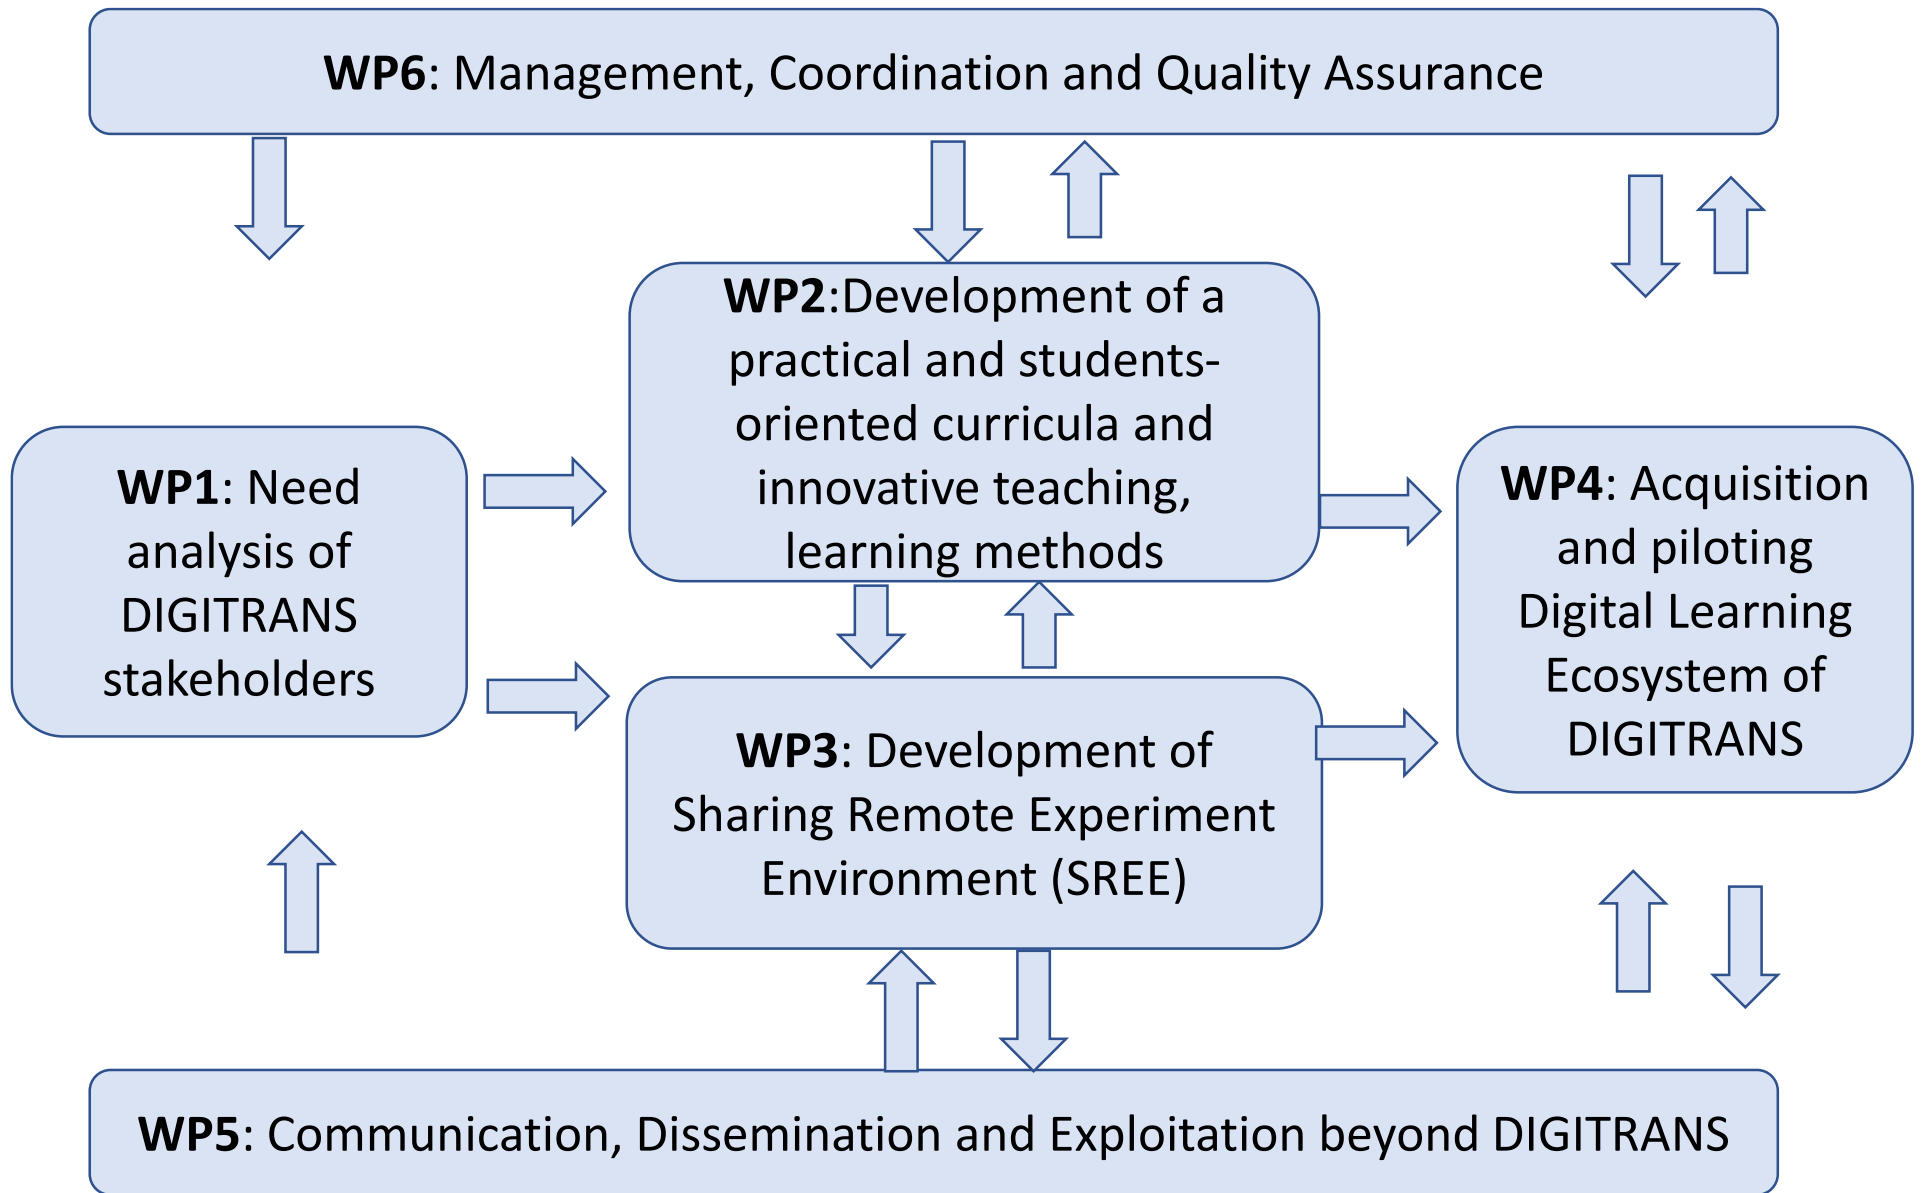 WP6: Management, Coordination and Quality Assurance
WP2:Development of a
practical and students-
oriented curricula and
innovative teaching,
learning methods
WP1: Need
analysis of
DIGITRANS
stakeholders
WP4: Acquisition
and piloting
Digital Learning
Ecosystem of
DIGITRANS
WP3: Development of
Sharing Remote Experiment
Environment (SREE)
WP5: Communication, Dissemination and Exploitation beyond DIGITRANS